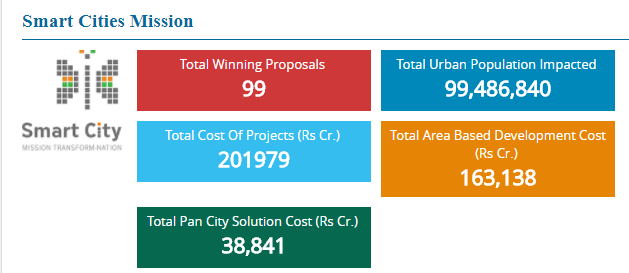 Smart Cities Mission
Smart City
MISSION TRANSFORM-NATION
Total Winning Proposals
99
Total Urban Population Impacted
99,486,840
Total Cost Of Projects (Rs Cr.)
201979
Total Area Based Development Cost
(Rs Cr.)
163,138
Total Pan City Solution Cost (Rs Cr.)
38,841